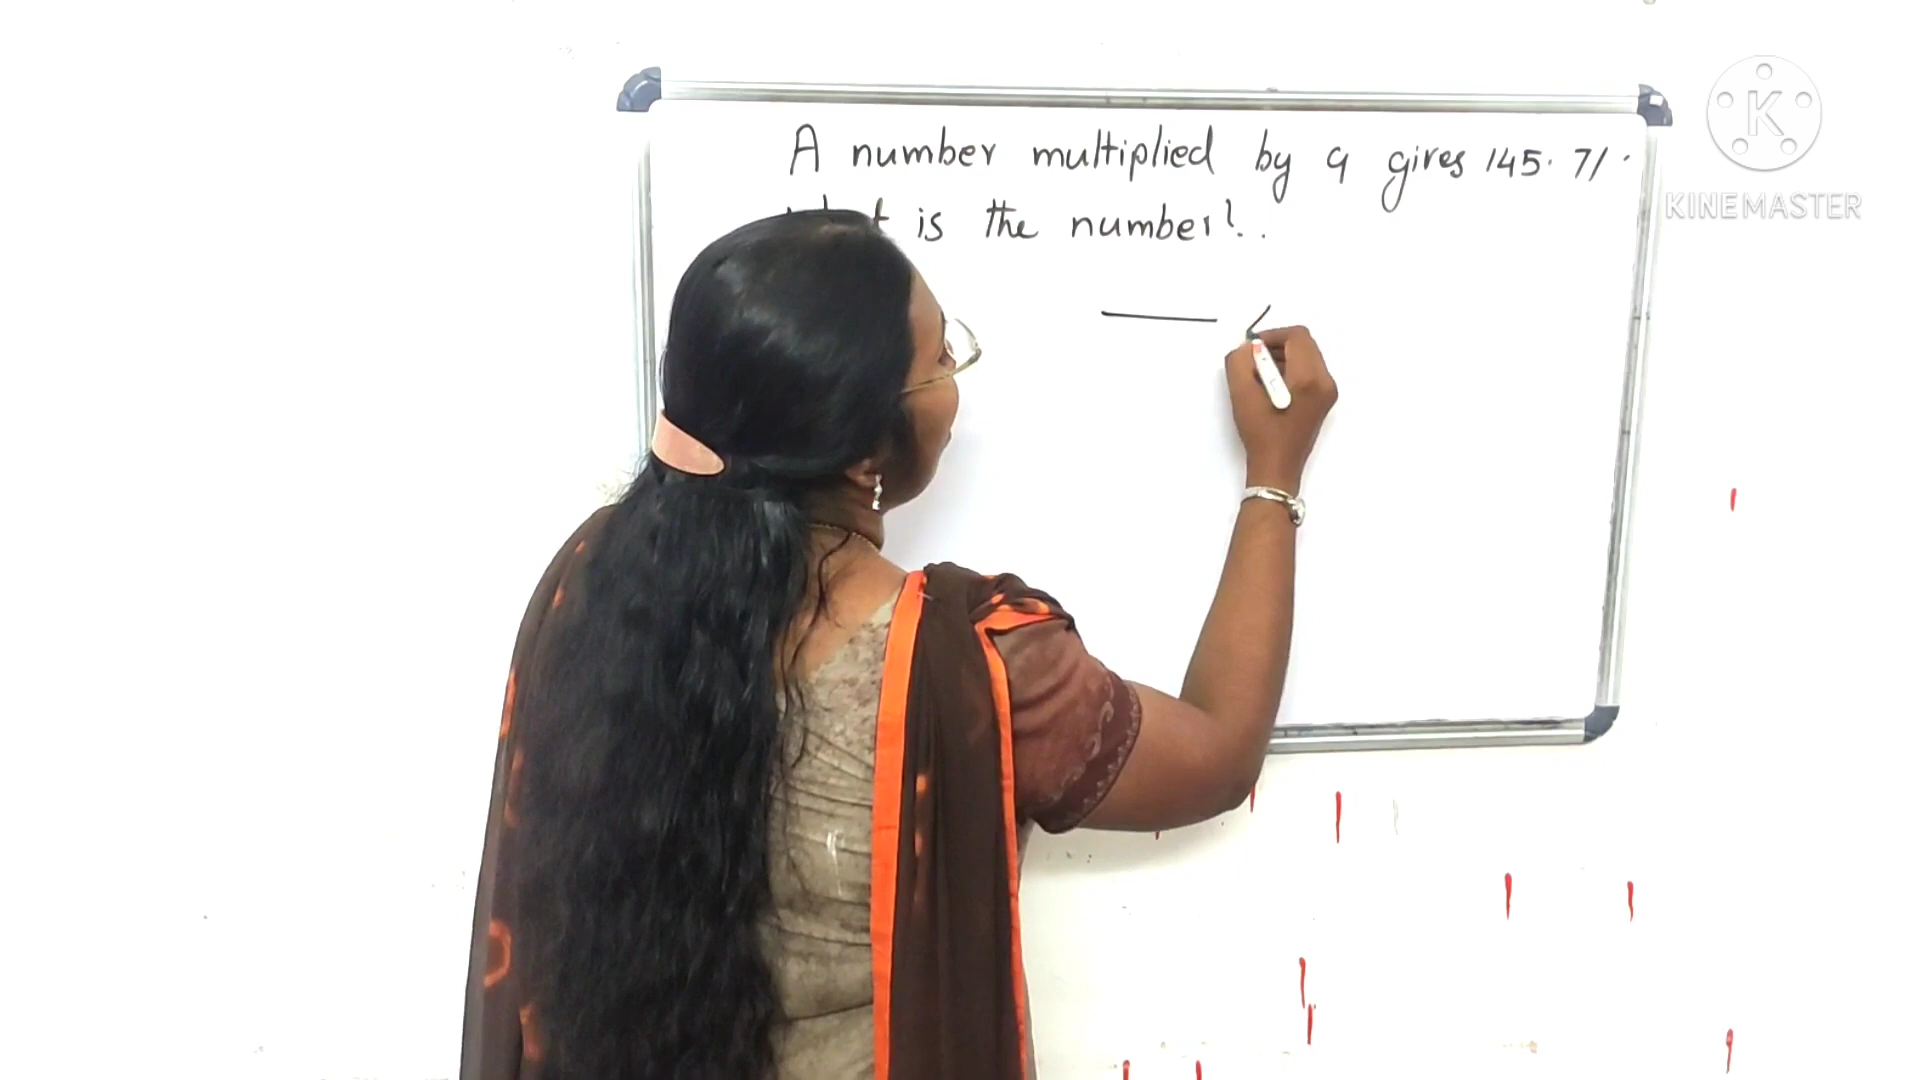 A number multiplied by 9 gives 145.71.
is the number?..
K
KINEMASTER